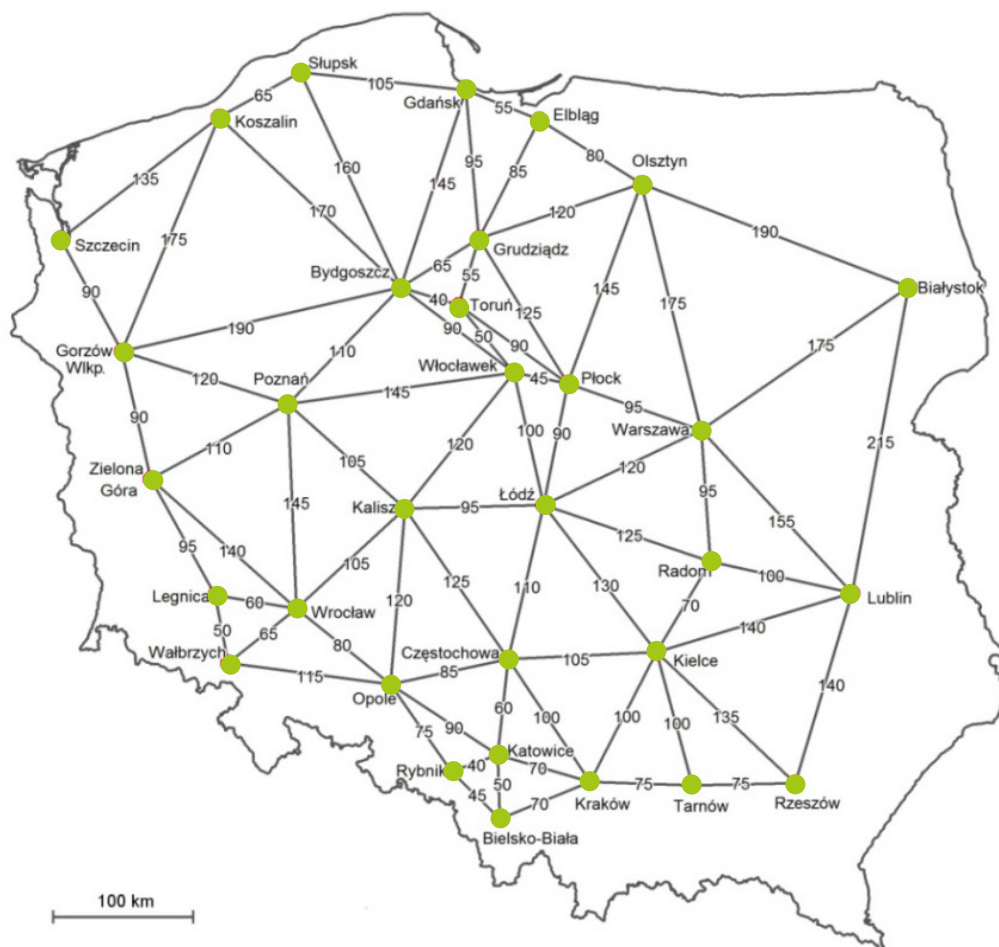 Słupsk
105
Gdańsk
65
55
Koszalin
Elbląg
80
Olsztyn
95
160
85
135
145
120
170
190
Szczecin
175
Grudziądz
65
55
Bydgoszcz
90
40
Toruń
145
175
Białystok
125
190
90
50
90
175
110
Gorzów
Wlkp.
Włocławek
120
Poznań
45
Płock
145
95
90
Warszawa
120
100
90
110
215
105
120
Zielona
Góra
145
Kalisz
95
Łódź
95
155
95
140
105
125
Radom
100
125
110
130
120
Legnica
60
Wrocław
70
Lublin
50
65
80
140
Wałbrzych
Częstochowa
105
Kielce
115
85
Opole
140
60
100
100
100
135
90
75
Katowice
Rybnik
40
70
50
75
75
45
70
Kraków
Tarnów
Rzeszów
Bielsko-Biała
100 km